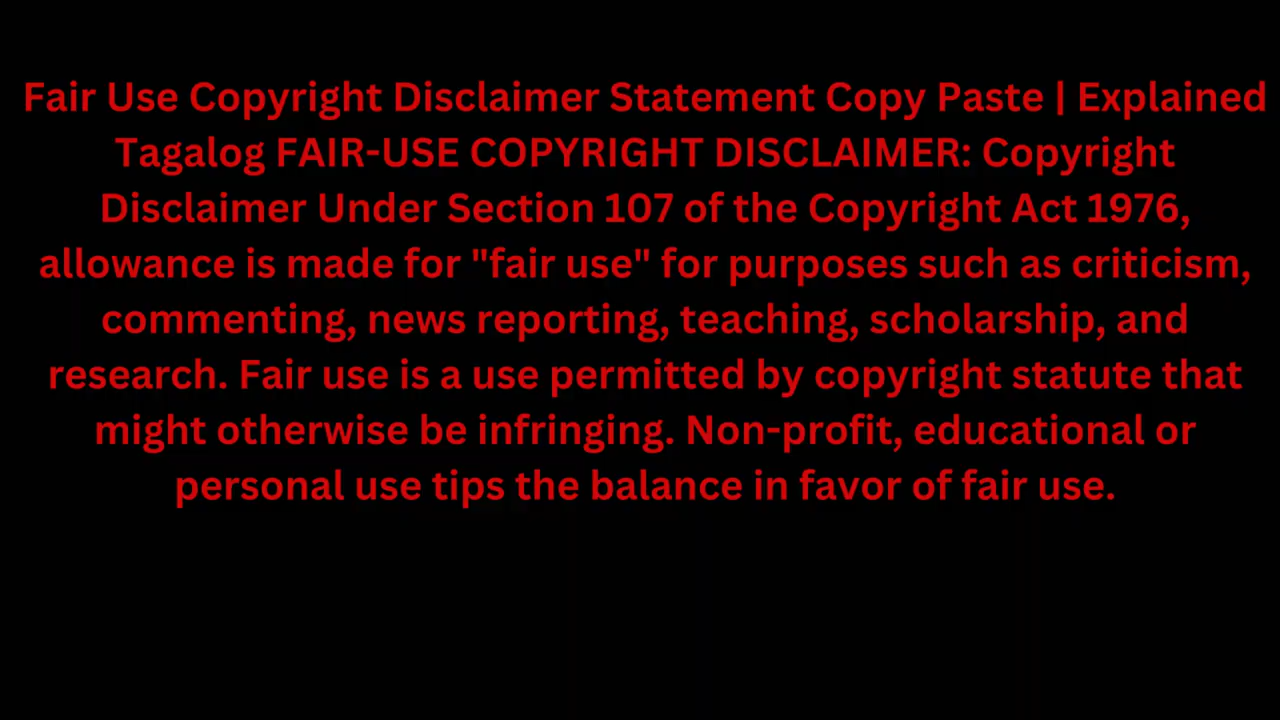 Fair Use Copyright Disclaimer Statement Copy Paste | Explained
Tagalog FAIR-USE COPYRIGHT DISCLAIMER: Copyright
Disclaimer Under Section 107 of the Copyright Act 1976,
allowance is made for "fair use" for purposes such as criticism,
commenting, news reporting, teaching, scholarship, and
research. Fair use is a use permitted by copyright statute that
might otherwise be infringing. Non-profit, educational or
personal use tips the balance in favor of fair use.